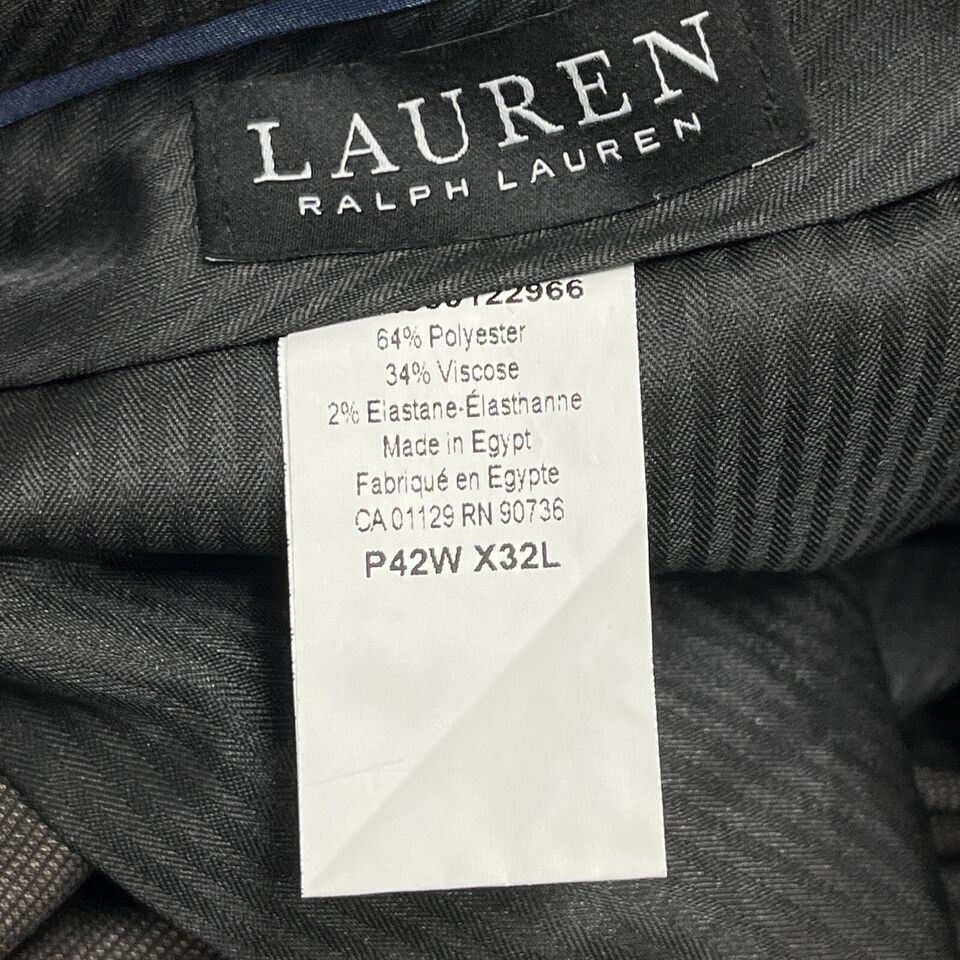 LAUREN
RALPH LAUREN
64% Polyester
34% Viscose
2% Elastane-Élasthanne
Made in Egypt
Fabriqué en Egypte
CA 01129 RN 90736
P42W X32L